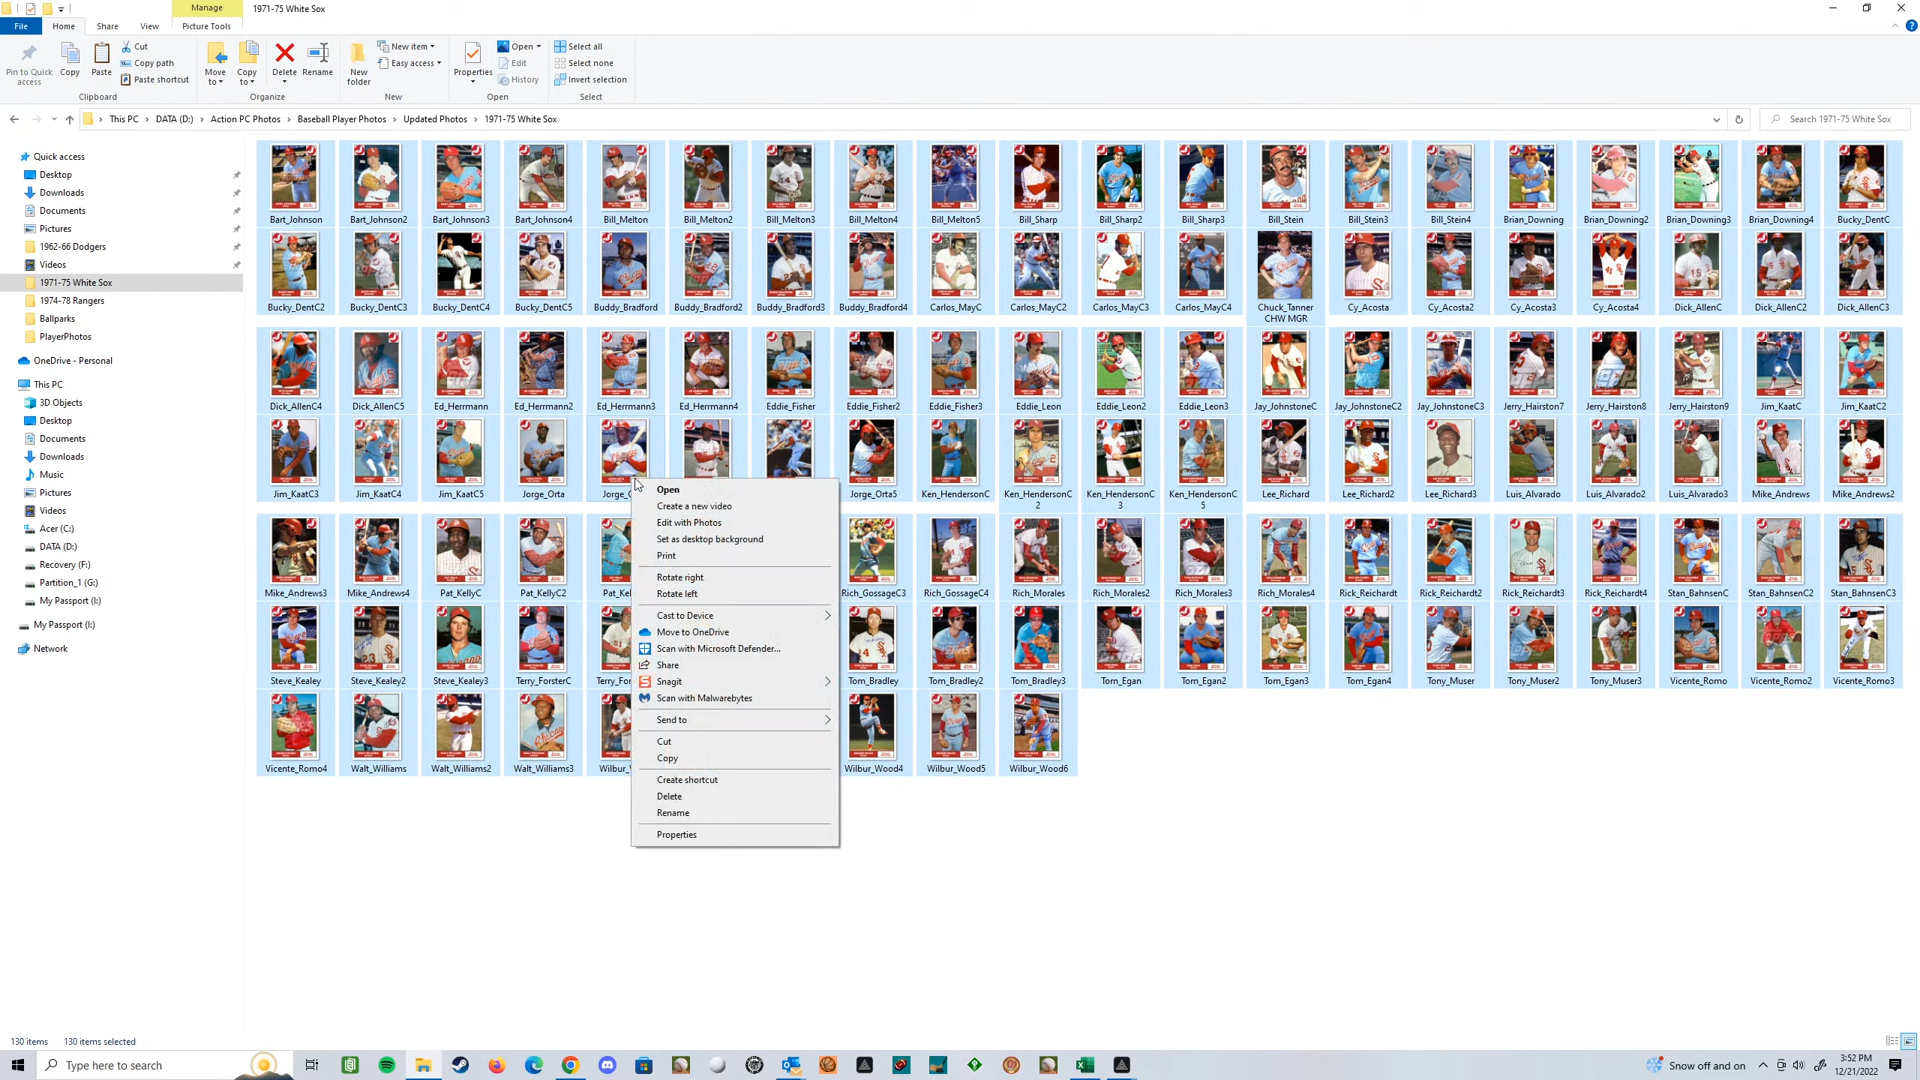 Manage
1971-75 White Sox
File
Home
Share
View
Picture Tools
Pin to Quick access
Copy
Paste
Cut
Copy path
Paste shortcut
Clipboard
Move to
Copy to
Delete
Rename
Organize
New folder
New item
Easy access
New
Properties
Open
Edit
History
Open
Select all
Select none
Invert selection
Select
This PC > DATA (D:) > Action PC Photos > Baseball Player Photos > Updated Photos > 1971-75 White Sox
Search 1971-75 White Sox
Quick access
Desktop
Downloads
Documents
Pictures
1962-66 Dodgers
Videos
1971-75 White Sox
1974-78 Rangers
Ballparks
PlayerPhotos
OneDrive - Personal
This PC
3D Objects
Desktop
Documents
Downloads
Music
Pictures
Videos
Acer (C:)
DATA (D:)
Recovery (F:)
Partition_1 (G:)
My Passport (I:)
My Passport (I:)
Network
Bart_Johnson Bart_Johnson2 Bart_Johnson3 Bart_Johnson4 Bill_Melton Bill_Melton2 Bill_Melton3 Bill_Melton4 Bill_Melton5 Bill_Sharp Bill_Sharp2 Bill_Sharp3 Bill_Stein Bill_Stein3 Bill_Stein4 Brian_Downing Brian_Downing2 Brian_Downing3 Brian_Downing4 Bucky_DentC
Bucky_DentC2 Bucky_DentC3 Bucky_DentC4 Bucky_DentC5 Buddy_Bradford Buddy_Bradford2 Buddy_Bradford3 Buddy_Bradford4 Carlos_MayC Carlos_MayC2 Carlos_MayC3 Carlos_MayC4 Chuck_Tanner CHW MGR Cy_Acosta Cy_Acosta2 Cy_Acosta3 Cy_Acosta4 Dick_AllenC Dick_AllenC2 Dick_AllenC3
Dick_AllenC4 Dick_AllenC5 Ed_Herrmann Ed_Herrmann2 Ed_Herrmann3 Ed_Herrmann4 Eddie_Fisher Eddie_Fisher2 Eddie_Fisher3 Eddie_Leon Eddie_Leon2 Eddie_Leon3 Jay_JohnstoneC Jay_JohnstoneC2 Jay_JohnstoneC3 Jerry_Hairston7 Jerry_Hairston8 Jerry_Hairston9 Jim_KaatC Jim_KaatC2
Jim_KaatC3 Jim_KaatC4 Jim_KaatC5 Jorge_Orta Jorge_ Jorge_Orta5 Ken_HendersonC Ken_HendersonC2 Ken_HendersonC3 Ken_HendersonC5 Lee_Richard Lee_Richard2 Lee_Richard3 Luis_Alvarado Luis_Alvarado2 Luis_Alvarado3 Mike_Andrews Mike_Andrews2
Mike_Andrews3 Mike_Andrews4 Pat_KellyC Pat_KellyC2 Pat_Kel Rich_GossageC3 Rich_GossageC4 Rich_Morales Rich_Morales2 Rich_Morales3 Rich_Morales4 Rick_Reichardt Rick_Reichardt2 Rick_Reichardt3 Rick_Reichardt4 Stan_BahnsenC Stan_BahnsenC2 Stan_BahnsenC3
Steve_Kealey Steve_Kealey2 Steve_Kealey3 Terry_ForsterC Terry_For Tom_Bradley Tom_Bradley2 Tom_Bradley3 Tom_Egan Tom_Egan2 Tom_Egan3 Tom_Egan4 Tony_Muser Tony_Muser2 Tony_Muser3 Vicente_Romo Vicente_Romo2 Vicente_Romo3
Vicente_Romo4 Walt_Williams Walt_Williams2 Walt_Williams3 Wilbur_ Wilbur_Wood4 Wilbur_Wood5 Wilbur_Wood6
Open
Create a new video
Edit with Photos
Set as desktop background
Print
Rotate right
Rotate left
Cast to Device
Move to OneDrive
Scan with Microsoft Defender...
Share
Snagit
Scan with Malwarebytes
Send to
Cut
Copy
Create shortcut
Delete
Rename
Properties
130 items 130 items selected
Type here to search
Snow off and on
3:52 PM
12/21/2022